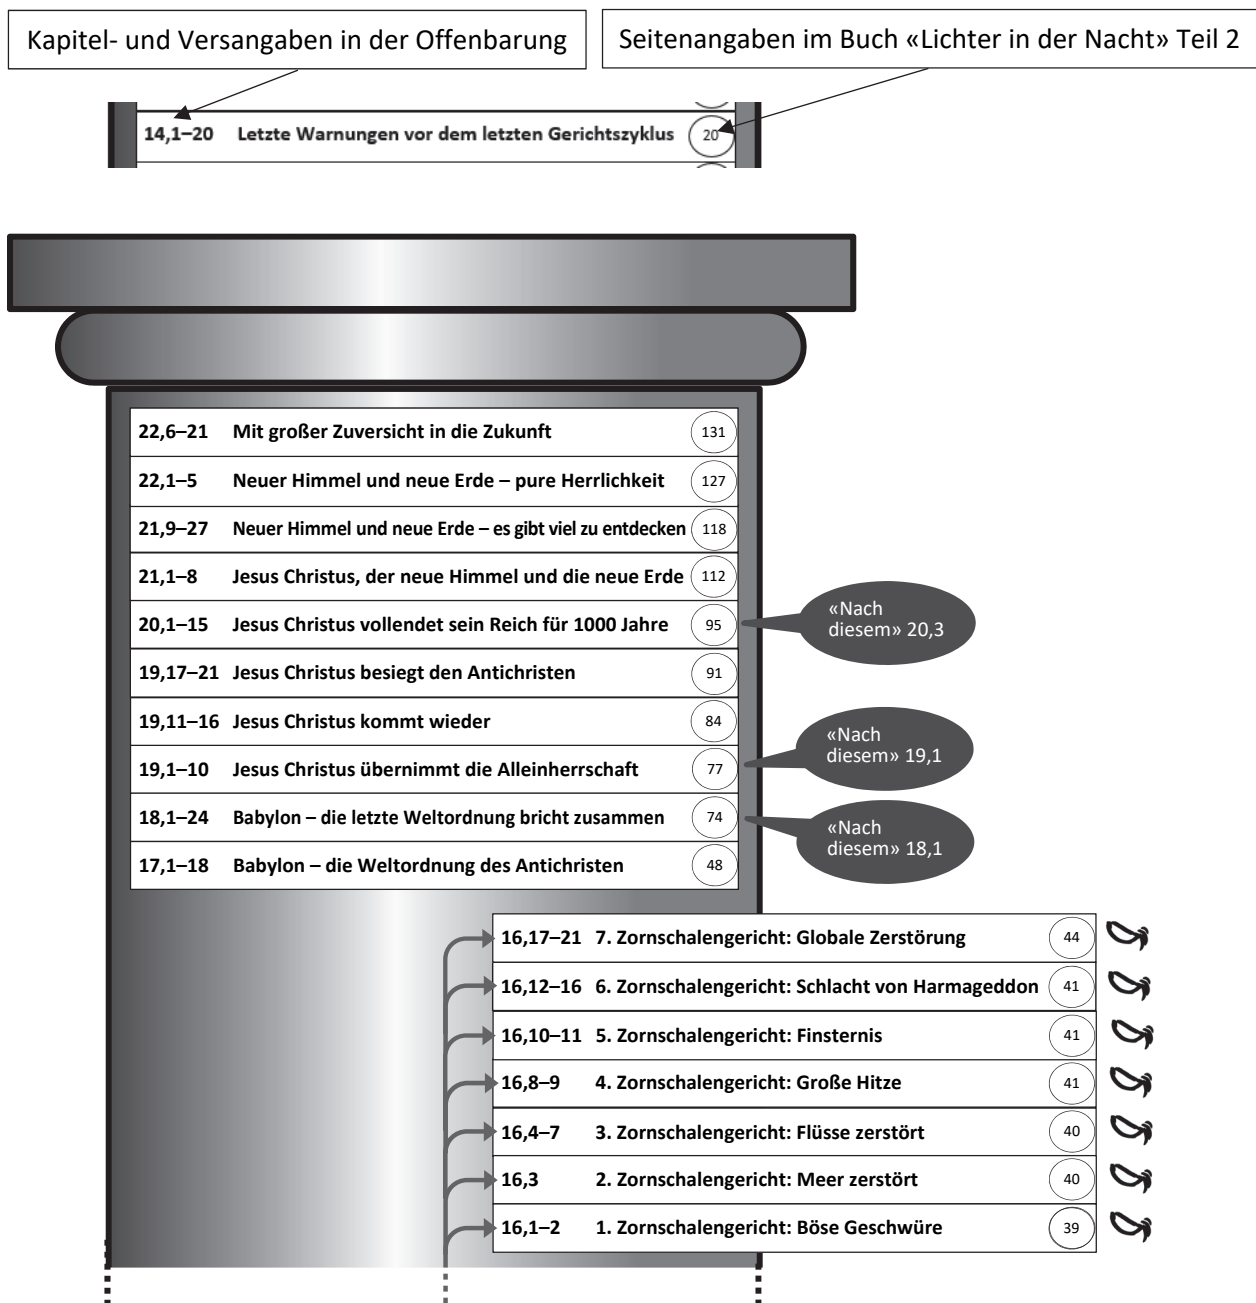 Kapitel- und Versangaben in der Offenbarung
Seitenangaben im Buch «Lichter in der Nacht» Teil 2
14,1–20 Letzte Warnungen vor dem letzten Gerichtszyklus 20
22,6–21 Mit großer Zuversicht in die Zukunft 131
22,1–5 Neuer Himmel und neue Erde – pure Herrlichkeit 127
21,9–27 Neuer Himmel und neue Erde – es gibt viel zu entdecken 118
21,1–8 Jesus Christus, der neue Himmel und die neue Erde 112
20,1–15 Jesus Christus vollendet sein Reich für 1000 Jahre 95
«Nach
diesem» 20,3
19,17–21 Jesus Christus besiegt den Antichristen 91
19,11–16 Jesus Christus kommt wieder 84
19,1–10 Jesus Christus übernimmt die Alleinherrschaft 77
«Nach
diesem» 19,1
18,1–24 Babylon – die letzte Weltordnung bricht zusammen 74
«Nach
diesem» 18,1
17,1–18 Babylon – die Weltordnung des Antichristen 48
16,17–21 7. Zornschalengericht: Globale Zerstörung 44
16,12–16 6. Zornschalengericht: Schlacht von Harmageddon 41
16,10–11 5. Zornschalengericht: Finsternis 41
16,8–9 4. Zornschalengericht: Große Hitze 41
16,4–7 3. Zornschalengericht: Flüsse zerstört 40
16,3 2. Zornschalengericht: Meer zerstört 40
16,1–2 1. Zornschalengericht: Böse Geschwüre 39